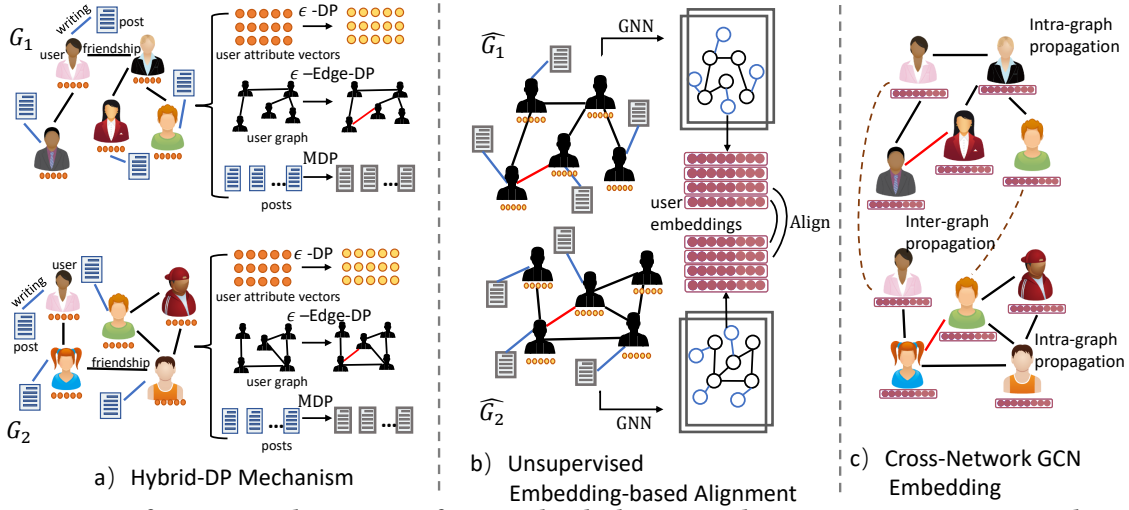 writing
post
G₁
user
friendship
ϵ -DP
user attribute vectors
ϵ −Edge-DP
user graph
MDP
...
posts
user
writing
post
friendship
G₂
ϵ -DP
user attribute vectors
ϵ −Edge-DP
user graph
MDP
...
posts
a）Hybrid-DP Mechanism
Ĝ₁
GNN
user
embeddings
Align
Ĝ₂
GNN
b）Unsupervised
Embedding-based Alignment
Intra-graph
propagation
Inter-graph
propagation
Intra-graph
propagation
c）Cross-Network GCN
Embedding